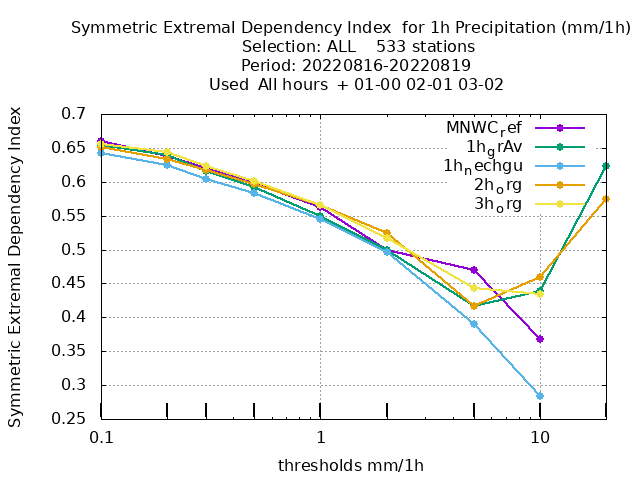 Symmetric Extremal Dependency Index for 1h Precipitation (mm/1h)
Selection: ALL 533 stations
Period: 20220816-20220819
Used All hours + 01-00 02-01 03-02
Symmetric Extremal Dependency Index
0.7
0.65
0.6
0.55
0.5
0.45
0.4
0.35
0.3
0.25
MNWC_ref
1h_grAv
1h_nechgu
2h_org
3h_org
0.1
1
10
thresholds mm/1h